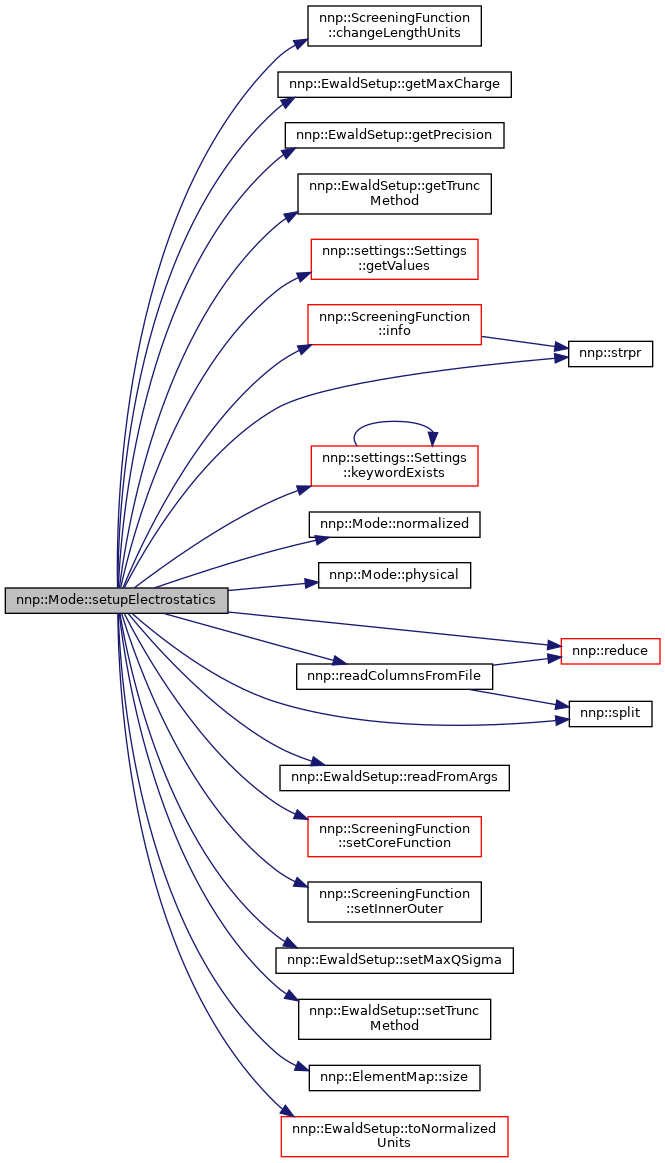 nnp::ScreeningFunction
::changeLengthUnits
nnp::EwaldSetup::getMaxCharge
nnp::EwaldSetup::getPrecision
nnp::EwaldSetup::getTrunc
Method
nnp::settings::Settings
::getValues
nnp::ScreeningFunction
::info
nnp::strpr
nnp::settings::Settings
::keywordExists
nnp::Mode::normalized
nnp::Mode::physical
nnp::Mode::setupElectrostatics
nnp::reduce
nnp::readColumnsFromFile
nnp::split
nnp::EwaldSetup::readFromArgs
nnp::ScreeningFunction
::setCoreFunction
nnp::ScreeningFunction
::setInnerOuter
nnp::EwaldSetup::setMaxQSigma
nnp::EwaldSetup::setTrunc
Method
nnp::ElementMap::size
nnp::EwaldSetup::toNormalized
Units